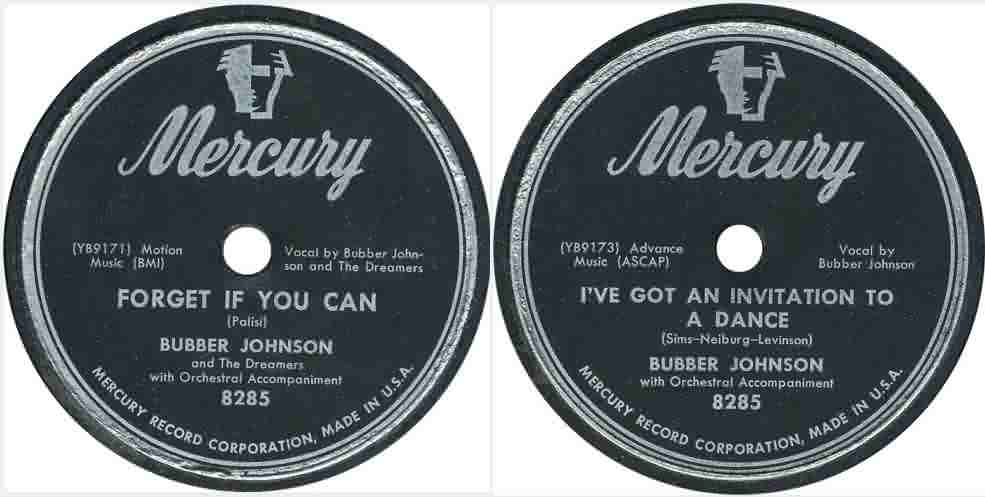 Mercury
(YB9171) Motion
Music (BMI)
Vocal by Bubber John-
son and The Dreamers
FORGET IF YOU CAN
(Palisi)
BUBBER JOHNSON
and The Dreamers
with Orchestral Accompaniment
8285
MERCURY RECORD CORPORATION, MADE IN U.S.A.
Mercury
(YB9173) Advance
Music (ASCAP)
Vocal by
Bubber Johnson
I'VE GOT AN INVITATION TO
A DANCE
(Sims-Neiburg-Levinson)
BUBBER JOHNSON
with Orchestral Accompaniment
8285
MERCURY RECORD CORPORATION, MADE IN U.S.A.